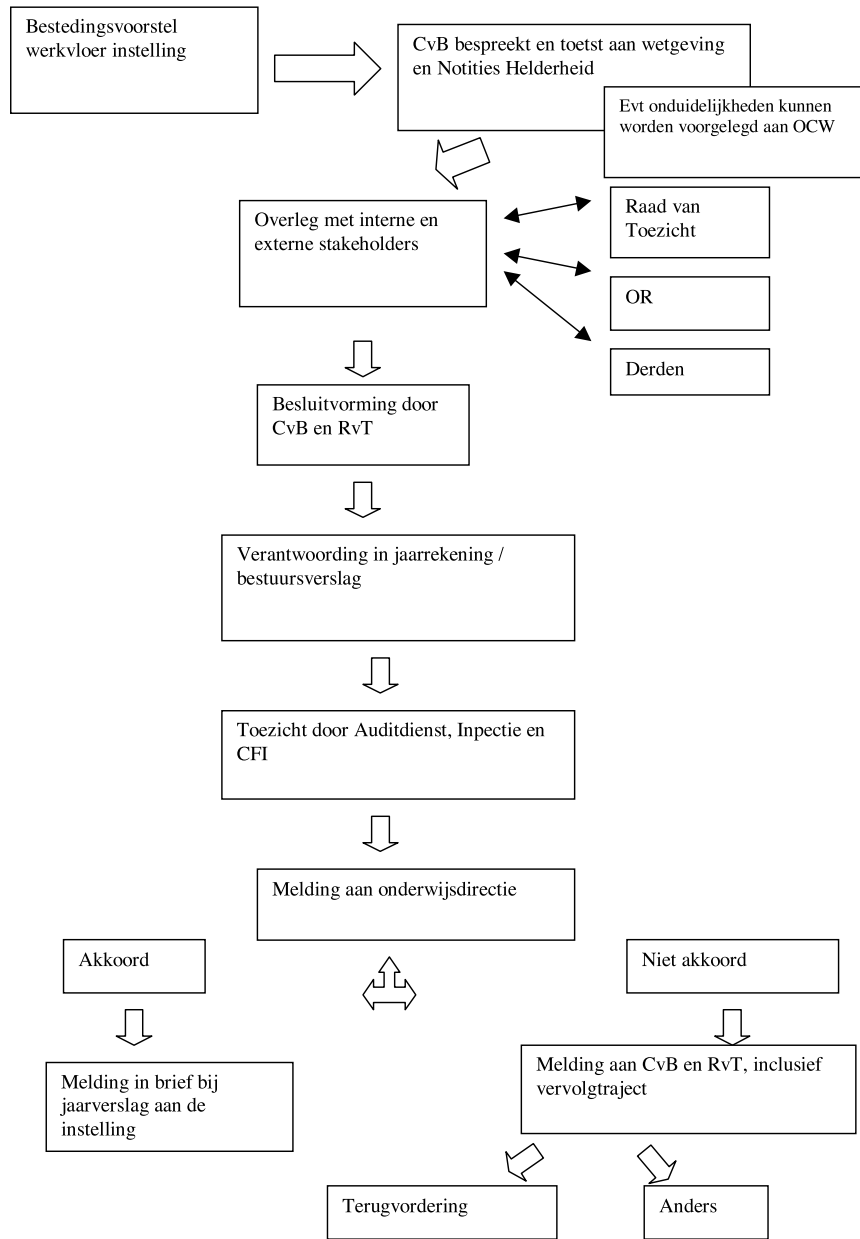 Bestedingsvoorstel
werkvloer instelling
CvB bespreekt en toetst aan wetgeving
en Notities Helderheid
Evt onduidelijkheden kunnen
worden voorgelegd aan OCW
Overleg met interne en
externe stakeholders
Raad van
Toezicht
OR
Derden
Besluitvorming door
CvB en RvT
Verantwoording in jaarrekening /
bestuursverslag
Toezicht door Auditdienst, Inpectie en
CFI
Melding aan onderwijsdirectie
Akkoord
Niet akkoord
Melding in brief bij
jaarverslag aan de
instelling
Melding aan CvB en RvT, inclusief
vervolgtraject
Terugvordering
Anders